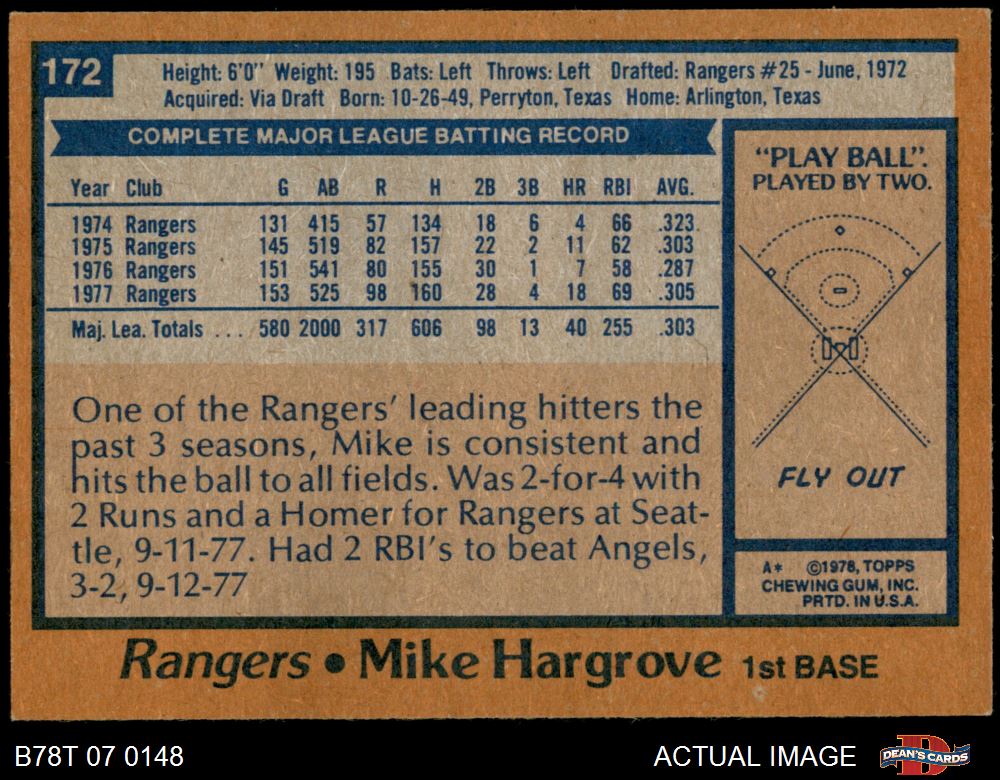 172
Height: 6'0" Weight: 195 Bats: Left Throws: Left Drafted: Rangers #25 - June, 1972
Acquired: Via Draft Born: 10-26-49, Perryton, Texas Home: Arlington, Texas
COMPLETE MAJOR LEAGUE BATTING RECORD
Year Club G AB R H 2B 3B HR RBI AVG.
1974 Rangers 131 415 57 134 18 6 4 66 .323
1975 Rangers 145 519 82 157 22 2 11 62 .303
1976 Rangers 151 541 80 155 30 1 7 58 .287
1977 Rangers 153 525 98 160 28 4 18 69 .305
Maj. Lea. Totals ... 580 2000 317 606 98 13 40 255 .303
One of the Rangers' leading hitters the
past 3 seasons, Mike is consistent and
hits the ball to all fields. Was 2-for-4 with
2 Runs and a Homer for Rangers at Seat-
tle, 9-11-77. Had 2 RBI's to beat Angels,
3-2, 9-12-77
"PLAY BALL".
PLAYED BY TWO.
FLY OUT
A* ©1978, TOPPS
CHEWING GUM, INC.
PRTD. IN U.S.A.
Rangers • Mike Hargrove 1st BASE
B78T 07 0148
ACTUAL IMAGE
D
DEAN'S CARDS